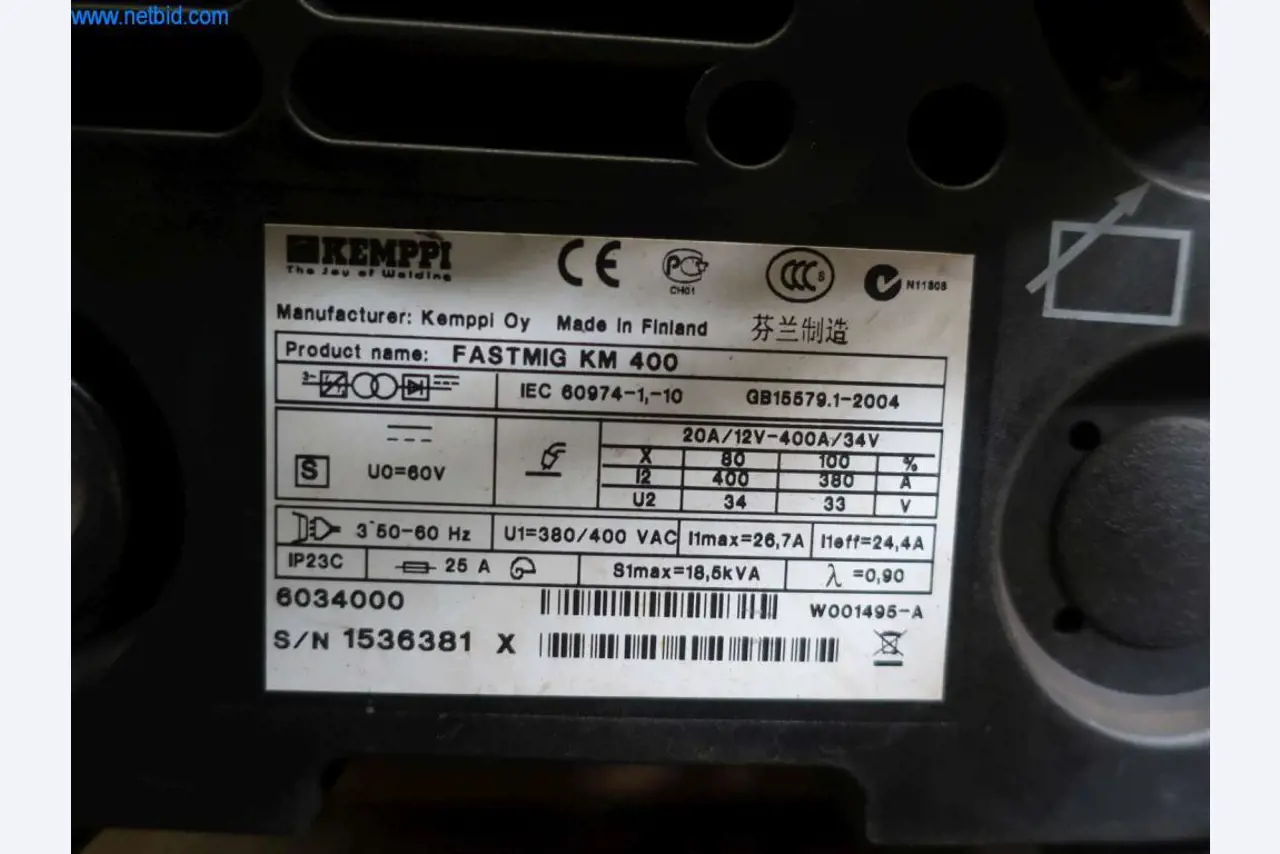 www.netbid.com
KEMPPI
The Joy of Welding
CE
PC
CH01
CCC S
N11808
Manufacturer: Kemppi Oy Made in Finland 芬兰制造
Product name: FASTMIG KM 400
3~ IEC 60974-1,-10 GB15579.1-2004
20A/12V-400A/34V
X 80 100 %
S U0=60V
I2 400 380 A
U2 34 33 V
3~50-60 Hz U1=380/400 VAC I1max=26,7A I1eff=24,4A
IP23C 25 A S1max=18,5kVA λ =0,90
6034000 W001495-A
S/N 1536381 X